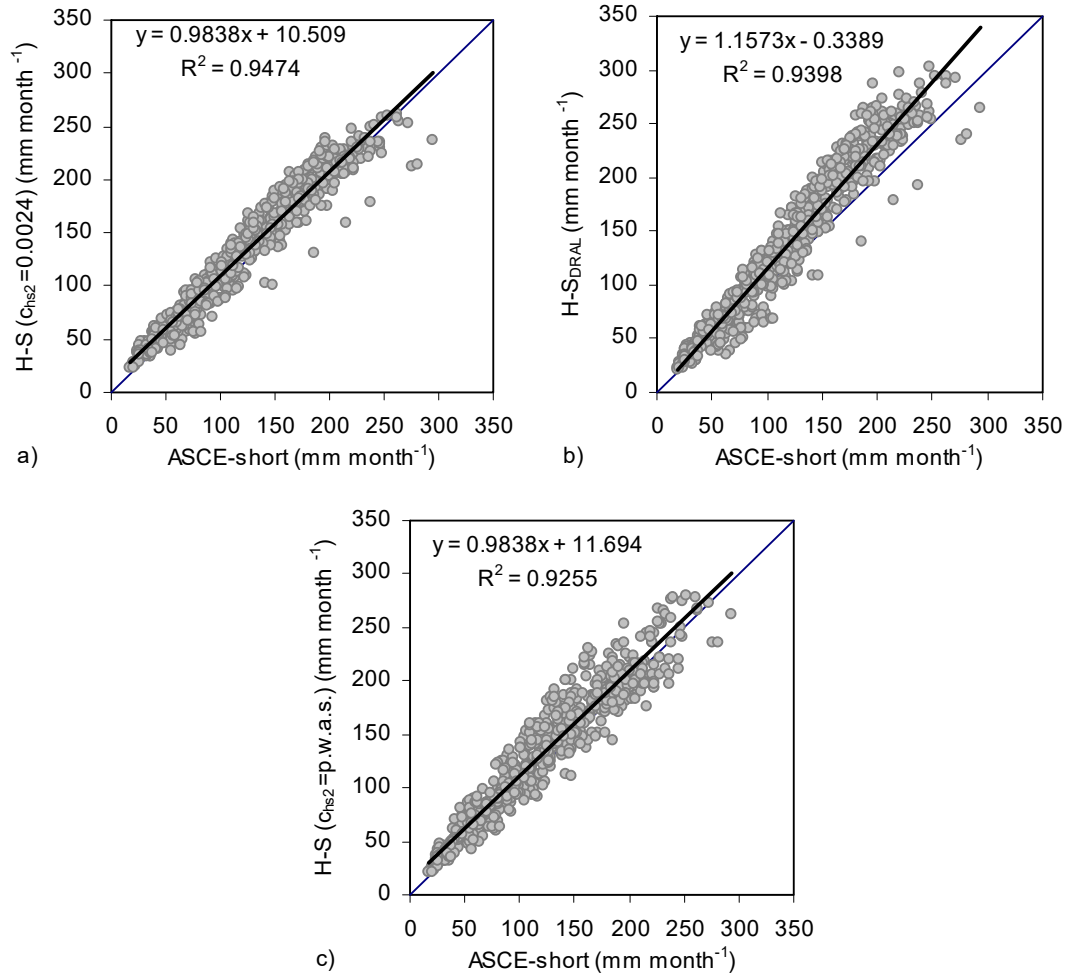 y = 0.9838x + 10.509
R² = 0.9474
350
300
250
200
150
100
50
0
H-S (c_hs2=0.0024) (mm month⁻¹)
0 50 100 150 200 250 300 350
a) ASCE-short (mm month⁻¹)
y = 1.1573x - 0.3389
R² = 0.9398
350
300
250
200
150
100
50
0
H-S_DRAL (mm month⁻¹)
0 50 100 150 200 250 300 350
b) ASCE-short (mm month⁻¹)
y = 0.9838x + 11.694
R² = 0.9255
350
300
250
200
150
100
50
0
H-S (c_hs2=p.w.a.s.) (mm month⁻¹)
0 50 100 150 200 250 300 350
c) ASCE-short (mm month⁻¹)